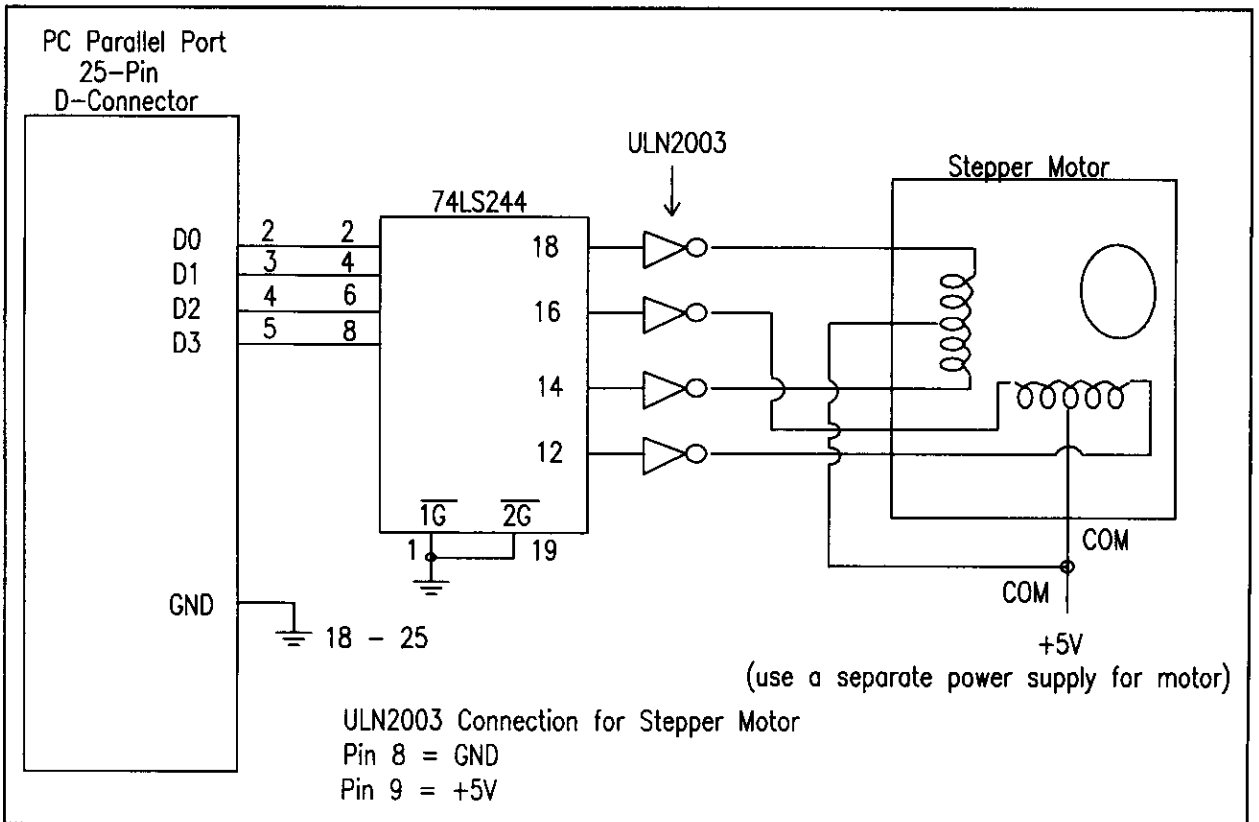 PC Parallel Port
25-Pin
D-Connector
ULN2003
Stepper Motor
74LS244
D0 2 2 18
D1 3 4
D2 4 6 16
D3 5 8
14
12
1G 2G
1 19
COM
COM
GND
18 - 25
+5V
(use a separate power supply for motor)
ULN2003 Connection for Stepper Motor
Pin 8 = GND
Pin 9 = +5V